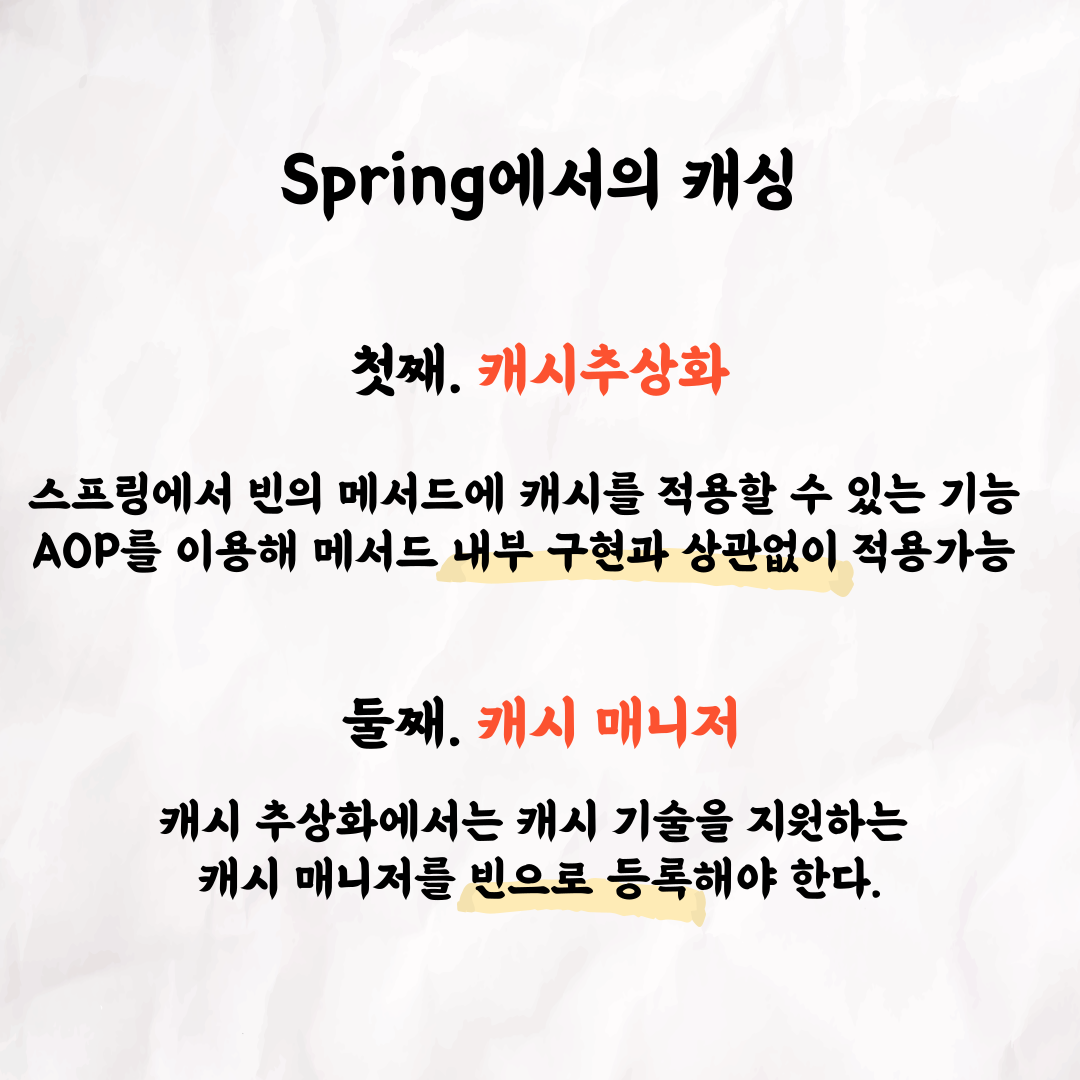 Spring에서의 캐싱
첫째. 캐시추상화
스프링에서 빈의 메서드에 캐시를 적용할 수 있는 기능
AOP를 이용해 메서드 내부 구현과 상관없이 적용가능
둘째. 캐시 매니저
캐시 추상화에서는 캐시 기술을 지원하는
캐시 매니저를 빈으로 등록해야 한다.